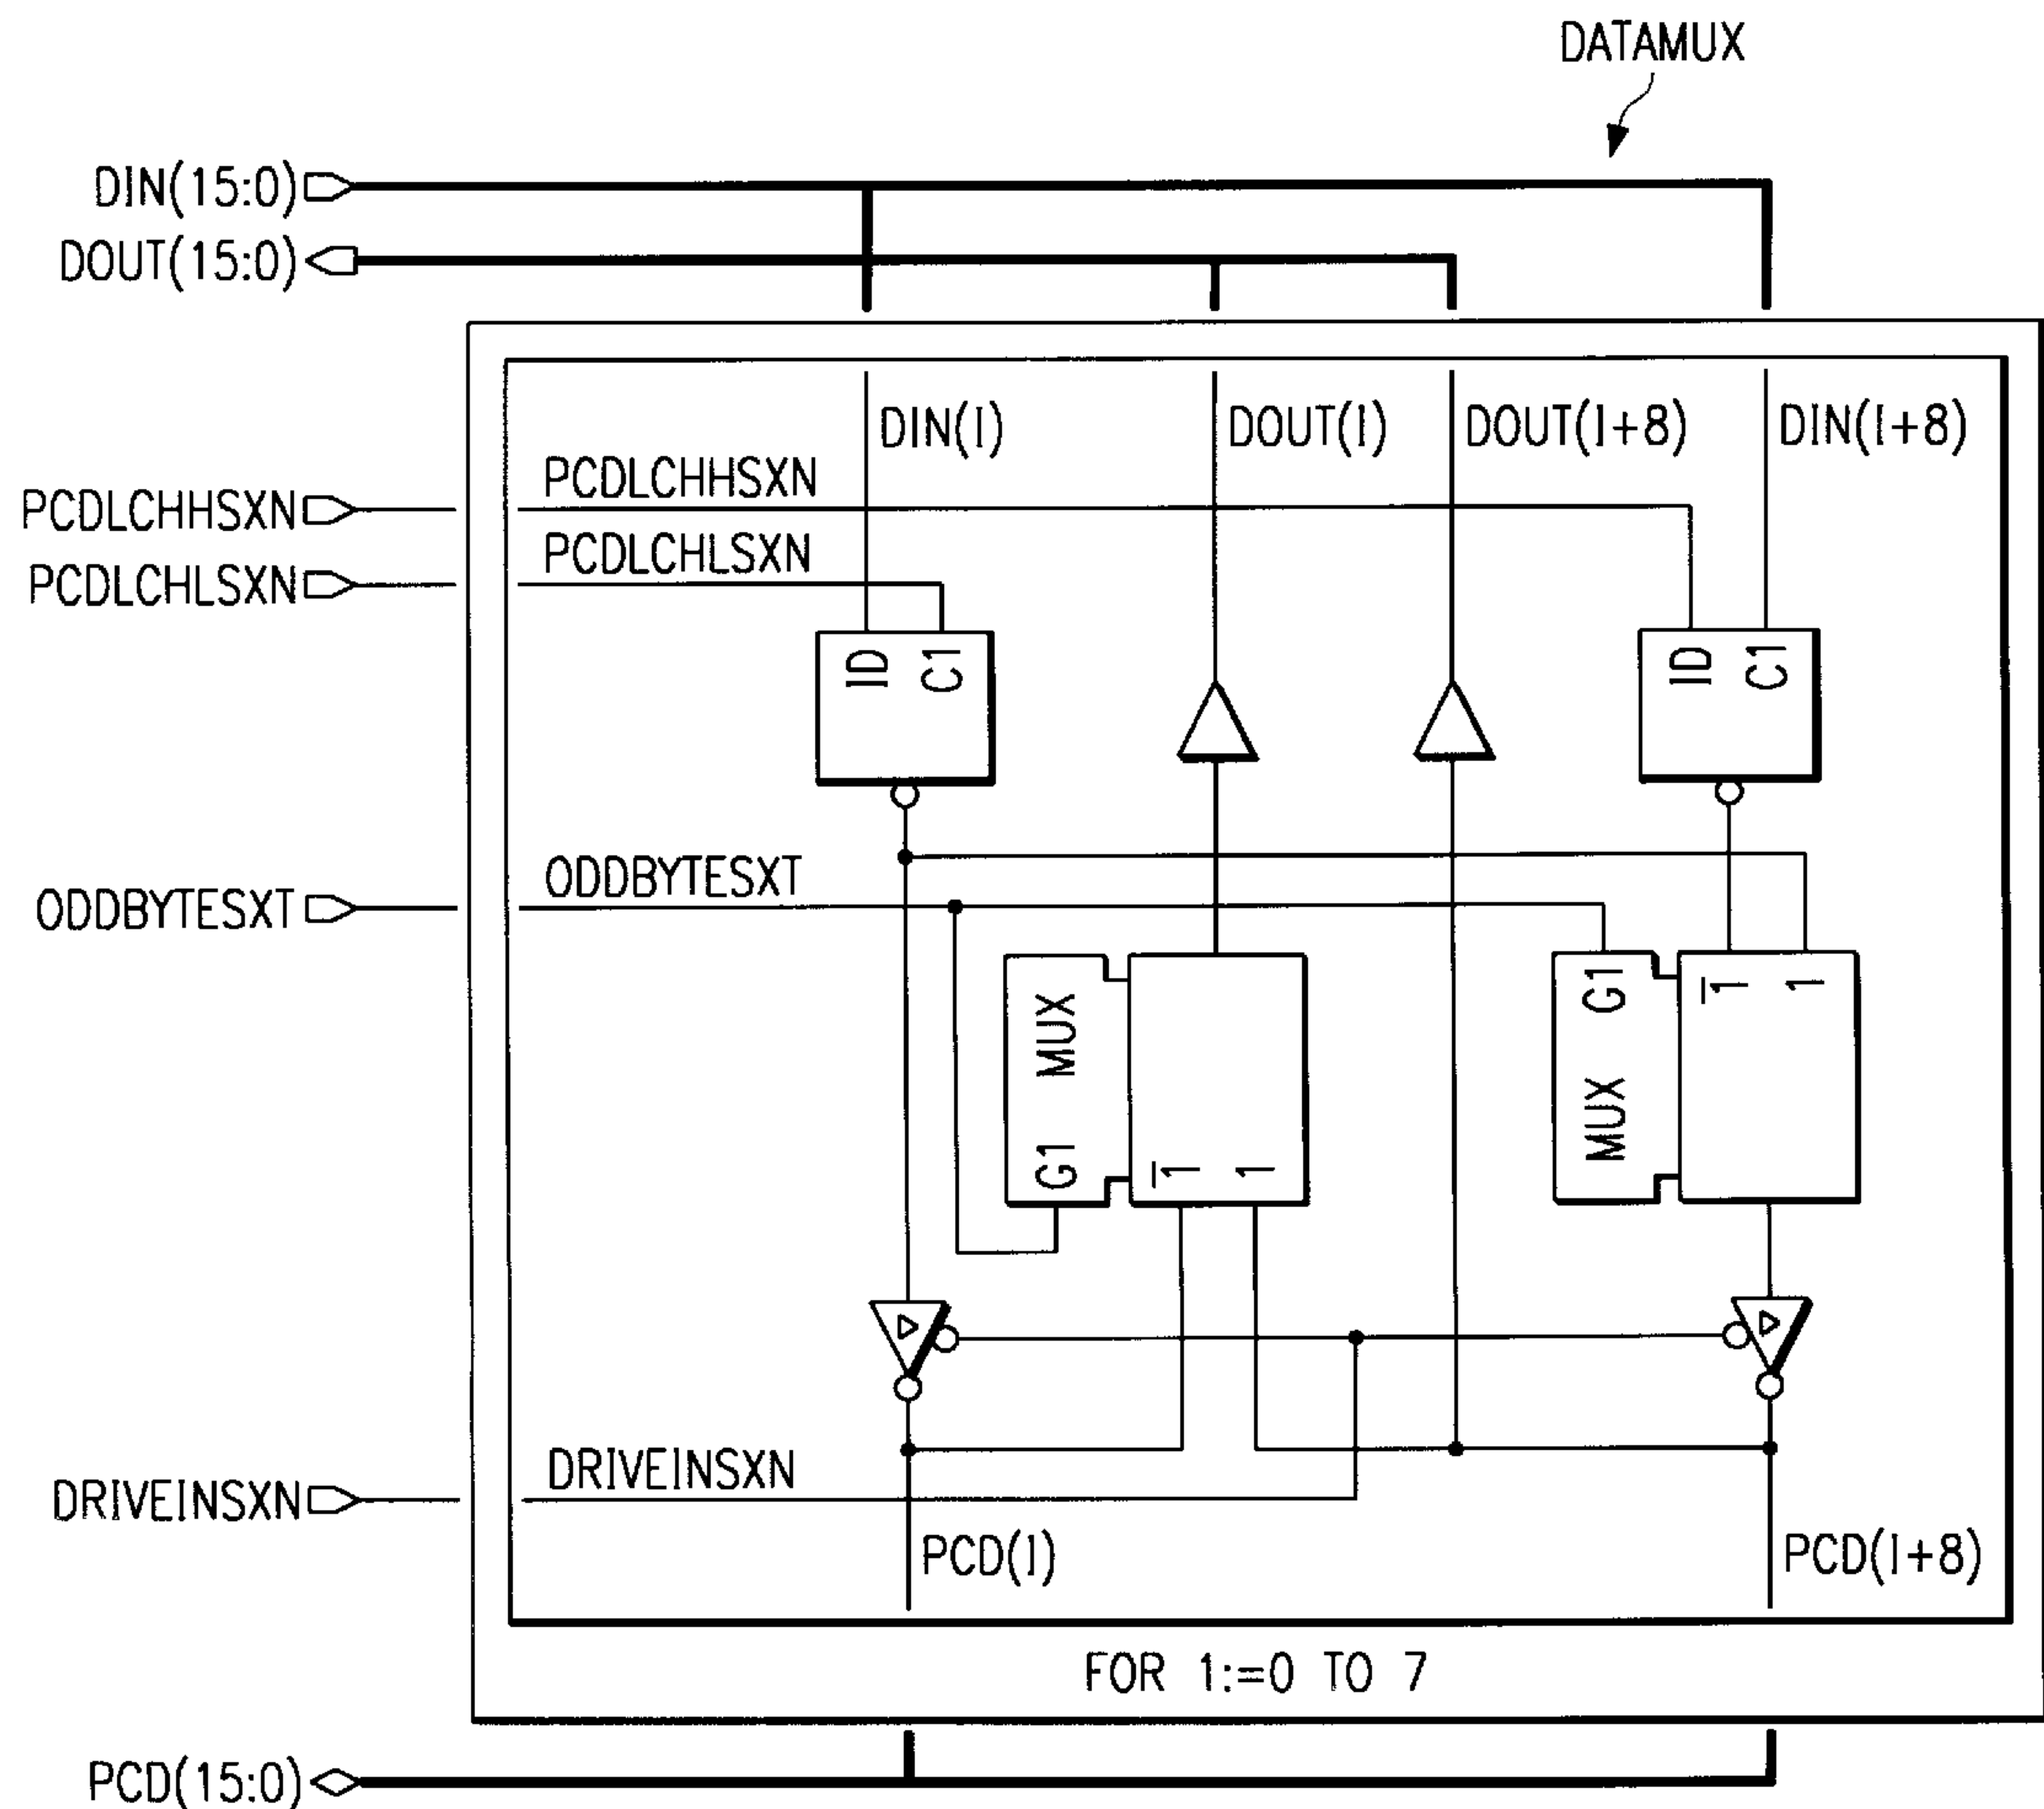 DATAMUX
DIN(15:0)
DOUT(15:0)
DIN(I)
DOUT(I)
DOUT(I+8)
DIN(I+8)
PCDLCHHSXN
PCDLCHHSXN
PCDLCHLSXN
PCDLCHLSXN
ID
C1
ID
C1
ODDBYTESXT
ODDBYTESXT
G1
MUX
1̅
1
MUX
G1
1̅
1
DRIVEINSXN
DRIVEINSXN
PCD(I)
PCD(I+8)
FOR 1:=0 TO 7
PCD(15:0)